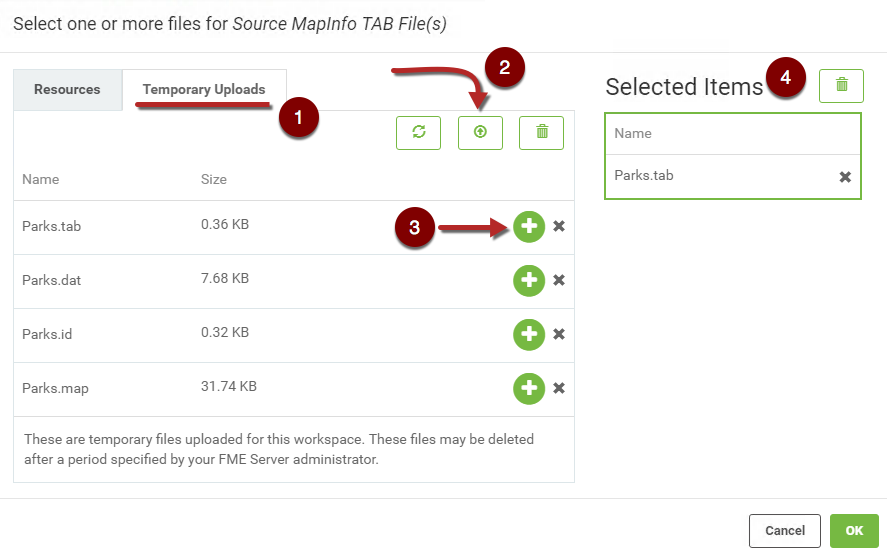 Select one or more files for Source MapInfo TAB File(s)
Resources
Temporary Uploads
1
2
Selected Items
4
Name
Size
Name
Parks.tab
Parks.tab
0.36 KB
3
Parks.dat
7.68 KB
Parks.id
0.32 KB
Parks.map
31.74 KB
These are temporary files uploaded for this workspace. These files may be deleted
after a period specified by your FME Server administrator.
Cancel
OK